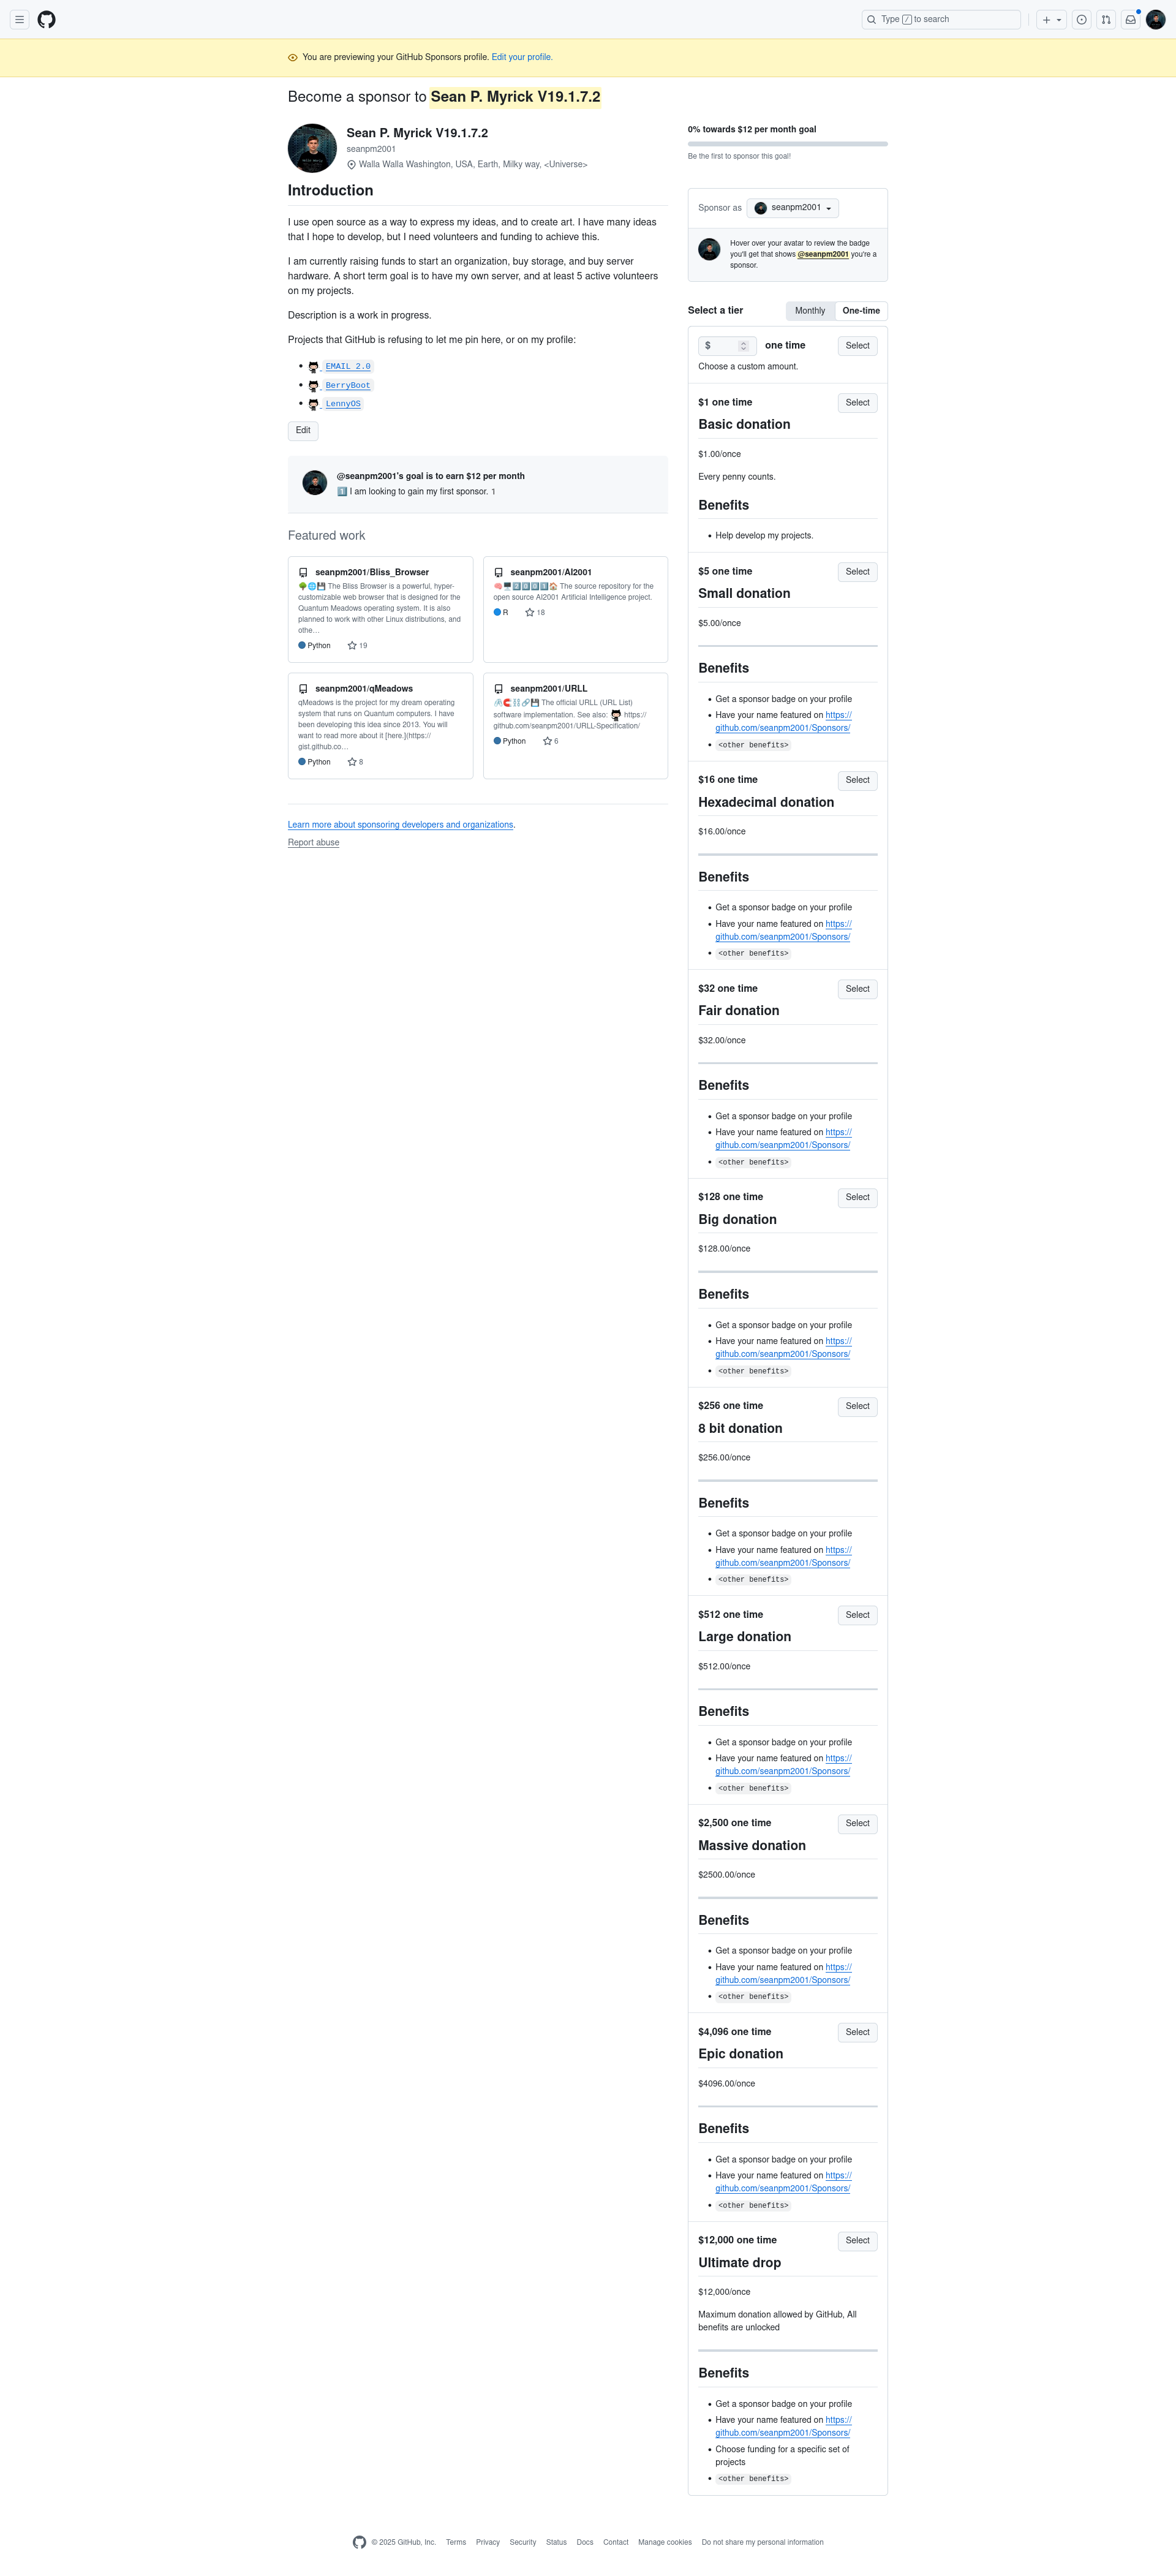 Type / to search
You are previewing your GitHub Sponsors profile. Edit your profile.
Become a sponsor to Sean P. Myrick V19.1.7.2
Sean P. Myrick V19.1.7.2
seanpm2001
Walla Walla Washington, USA, Earth, Milky way, <Universe>
Introduction
I use open source as a way to express my ideas, and to create art. I have many ideas
that I hope to develop, but I need volunteers and funding to achieve this.
I am currently raising funds to start an organization, buy storage, and buy server
hardware. A short term goal is to have my own server, and at least 5 active volunteers
on my projects.
Description is a work in progress.
Projects that GitHub is refusing to let me pin here, or on my profile:
EMAIL 2.0
BerryBoot
LennyOS
Edit
@seanpm2001's goal is to earn $12 per month
1️⃣ I am looking to gain my first sponsor. 1
Featured work
seanpm2001/Bliss_Browser
🌳🌐💾 The Bliss Browser is a powerful, hyper-
customizable web browser that is designed for the
Quantum Meadows operating system. It is also
planned to work with other Linux distributions, and
othe…
Python 19
seanpm2001/AI2001
🧠🖥️2️⃣0️⃣0️⃣1️⃣🏠 The source repository for the
open source AI2001 Artificial Intelligence project.
R 18
seanpm2001/qMeadows
qMeadows is the project for my dream operating
system that runs on Quantum computers. I have
been developing this idea since 2013. You will
want to read more about it [here.](https://
gist.github.co…
Python 8
seanpm2001/URLL
🖇️🧲⛓️🔗💾 The official URLL (URL List)
software implementation. See also: https://
github.com/seanpm2001/URLL-Specification/
Python 6
Learn more about sponsoring developers and organizations.
Report abuse
0% towards $12 per month goal
Be the first to sponsor this goal!
Sponsor as seanpm2001
Hover over your avatar to review the badge
you'll get that shows @seanpm2001 you're a
sponsor.
Select a tier Monthly One-time
$ one time Select
Choose a custom amount.
$1 one time Select
Basic donation
$1.00/once
Every penny counts.
Benefits
Help develop my projects.
$5 one time Select
Small donation
$5.00/once
Benefits
Get a sponsor badge on your profile
Have your name featured on https://
github.com/seanpm2001/Sponsors/
<other benefits>
$16 one time Select
Hexadecimal donation
$16.00/once
Benefits
Get a sponsor badge on your profile
Have your name featured on https://
github.com/seanpm2001/Sponsors/
<other benefits>
$32 one time Select
Fair donation
$32.00/once
Benefits
Get a sponsor badge on your profile
Have your name featured on https://
github.com/seanpm2001/Sponsors/
<other benefits>
$128 one time Select
Big donation
$128.00/once
Benefits
Get a sponsor badge on your profile
Have your name featured on https://
github.com/seanpm2001/Sponsors/
<other benefits>
$256 one time Select
8 bit donation
$256.00/once
Benefits
Get a sponsor badge on your profile
Have your name featured on https://
github.com/seanpm2001/Sponsors/
<other benefits>
$512 one time Select
Large donation
$512.00/once
Benefits
Get a sponsor badge on your profile
Have your name featured on https://
github.com/seanpm2001/Sponsors/
<other benefits>
$2,500 one time Select
Massive donation
$2500.00/once
Benefits
Get a sponsor badge on your profile
Have your name featured on https://
github.com/seanpm2001/Sponsors/
<other benefits>
$4,096 one time Select
Epic donation
$4096.00/once
Benefits
Get a sponsor badge on your profile
Have your name featured on https://
github.com/seanpm2001/Sponsors/
<other benefits>
$12,000 one time Select
Ultimate drop
$12,000/once
Maximum donation allowed by GitHub, All
benefits are unlocked
Benefits
Get a sponsor badge on your profile
Have your name featured on https://
github.com/seanpm2001/Sponsors/
Choose funding for a specific set of
projects
<other benefits>
© 2025 GitHub, Inc. Terms Privacy Security Status Docs Contact Manage cookies Do not share my personal information